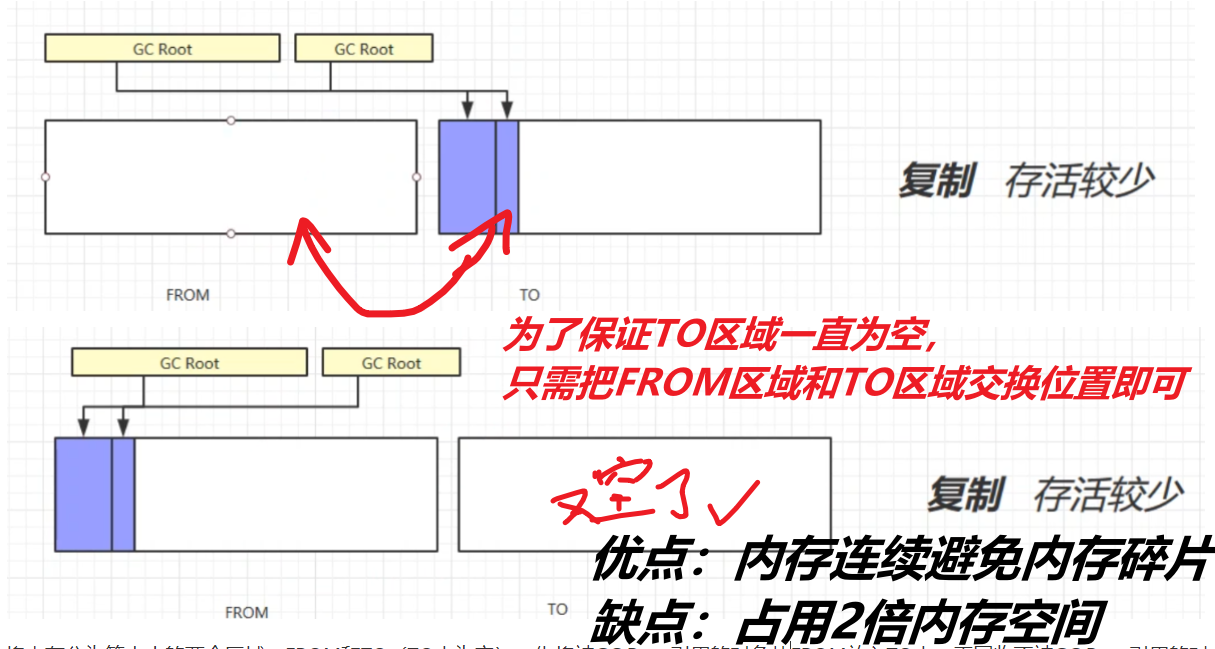 GC Root GC Root
复制 存活较少
FROM TO
为了保证TO区域一直为空,
只需把FROM区域和TO区域交换位置即可
GC Root GC Root
又空了
复制 存活较少
优点：内存连续避免内存碎片
缺点：占用2倍内存空间
FROM TO